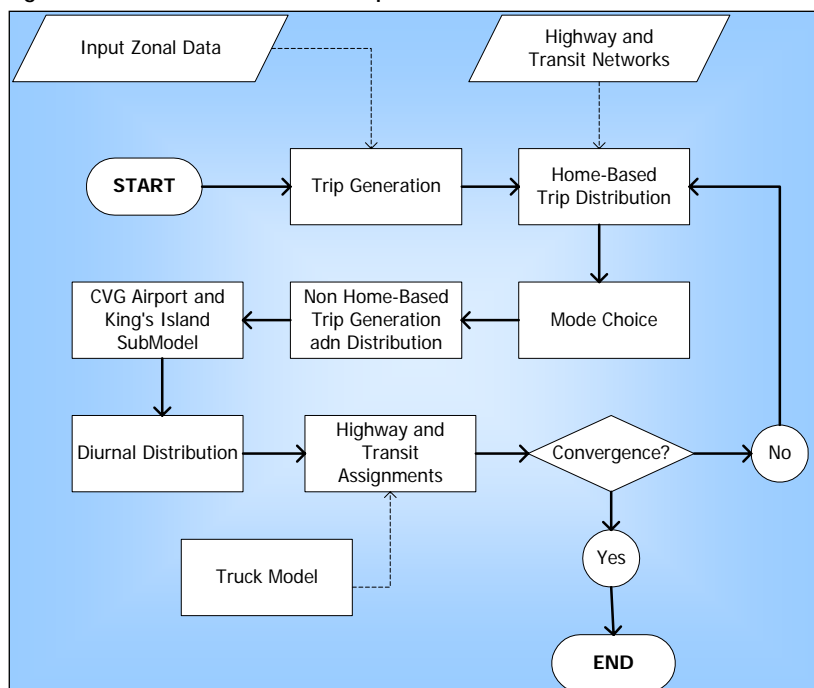 Input Zonal Data
Highway and
Transit Networks
START
Trip Generation
Home-Based
Trip Distribution
CVG Airport and
King's Island
SubModel
Non Home-Based
Trip Generation
adn Distribution
Mode Choice
Diurnal Distribution
Highway and
Transit
Assignments
Convergence?
No
Truck Model
Yes
END